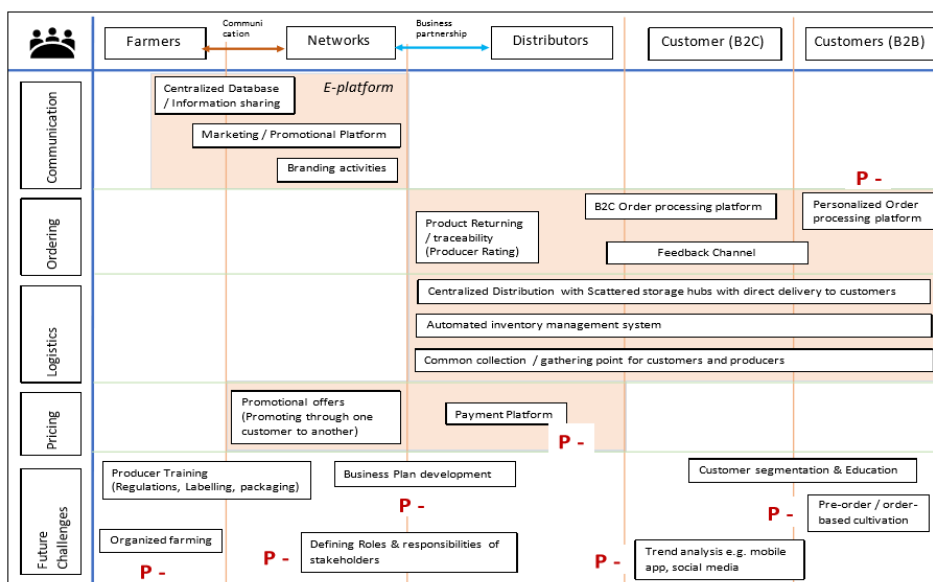 Communi
cation
Business
partnership
Farmers
Networks
Distributors
Customer (B2C)
Customers (B2B)
Communication
Centralized Database
/ Information sharing
E-platform
Marketing / Promotional Platform
Branding activities
P -
Ordering
B2C Order processing platform
Personalized Order
processing platform
Product Returning
/ traceability
(Producer Rating)
Feedback Channel
Logistics
Centralized Distribution with Scattered storage hubs with direct delivery to customers
Automated inventory management system
Common collection / gathering point for customers and producers
Pricing
Promotional offers
(Promoting through one
customer to another)
Payment Platform
P -
Future
Challenges
Producer Training
(Regulations, Labelling, packaging)
Business Plan development
Customer segmentation & Education
P -
P -
Pre-order / order-
based cultivation
Organized farming
P -
P -
Defining Roles & responsibilities of
stakeholders
P -
Trend analysis e.g. mobile
app, social media